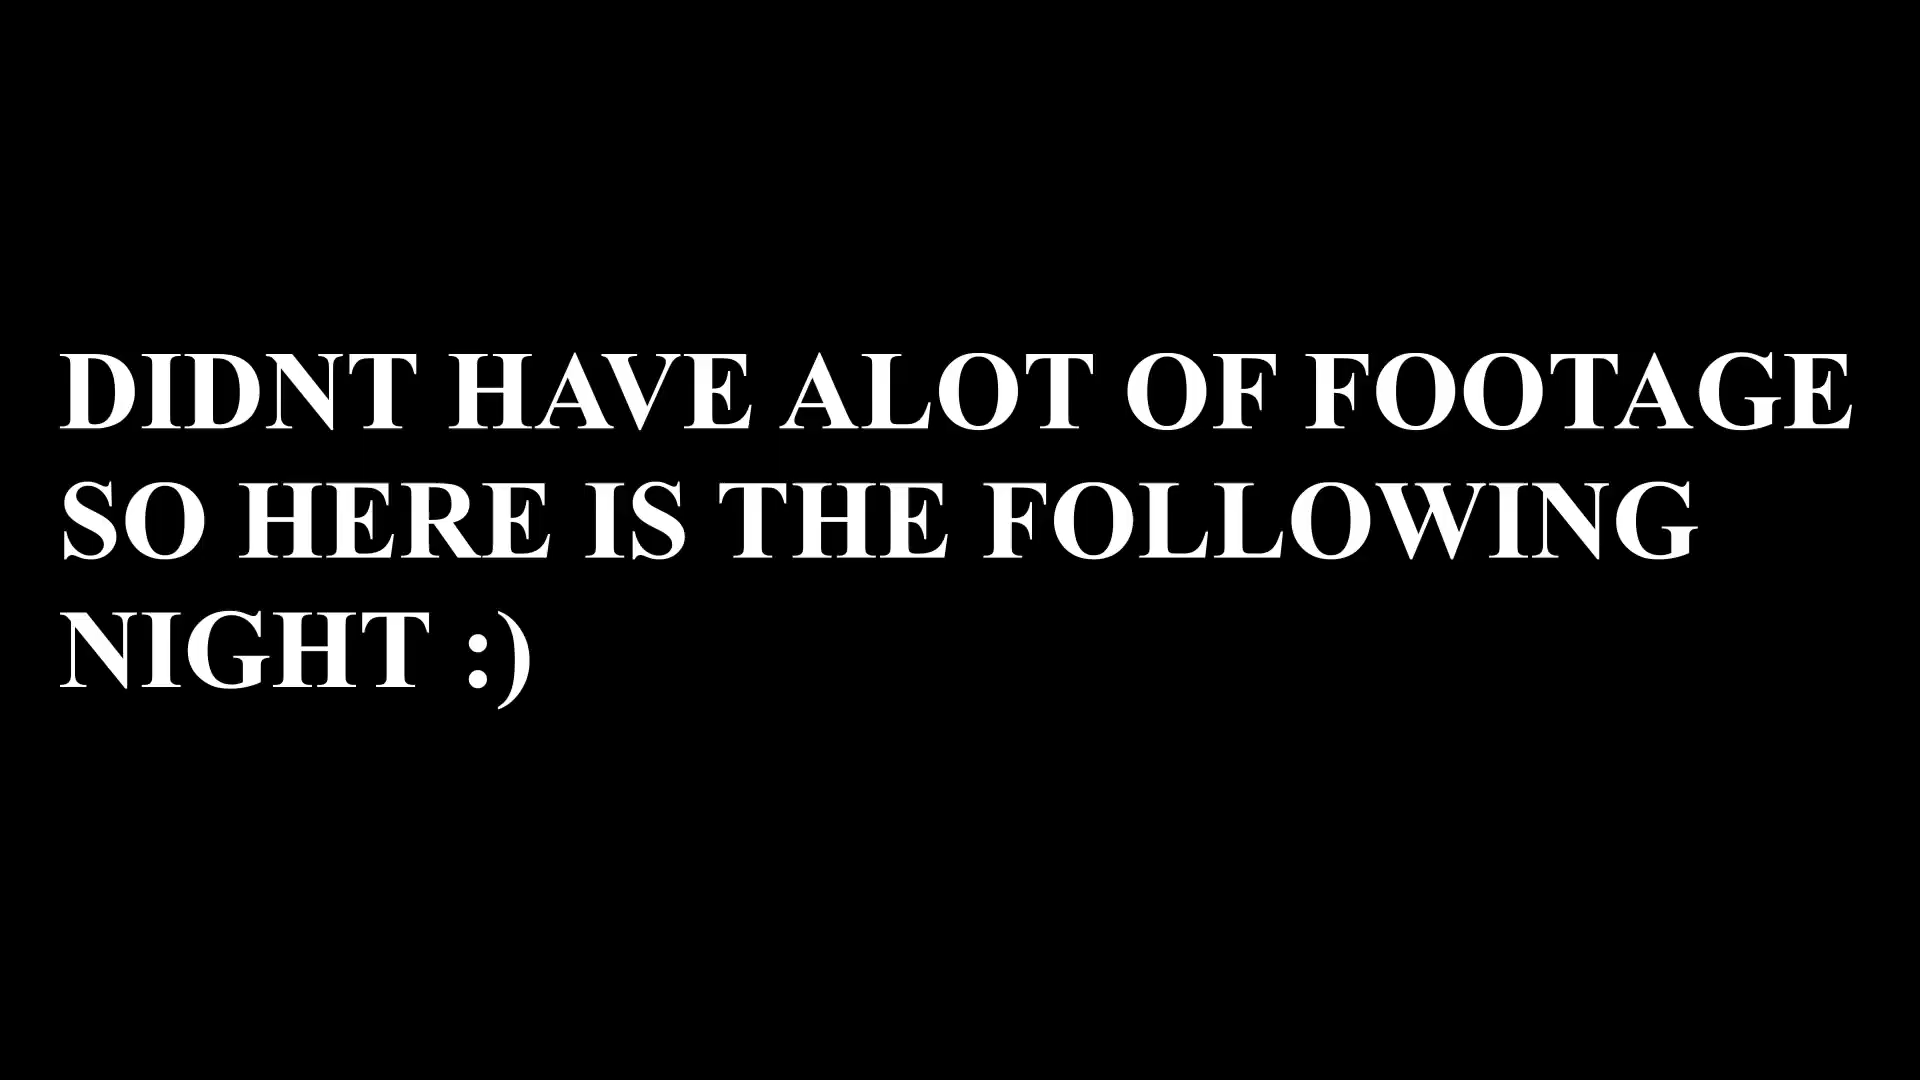 DIDNT HAVE ALOT OF FOOTAGE
SO HERE IS THE FOLLOWING
NIGHT :)